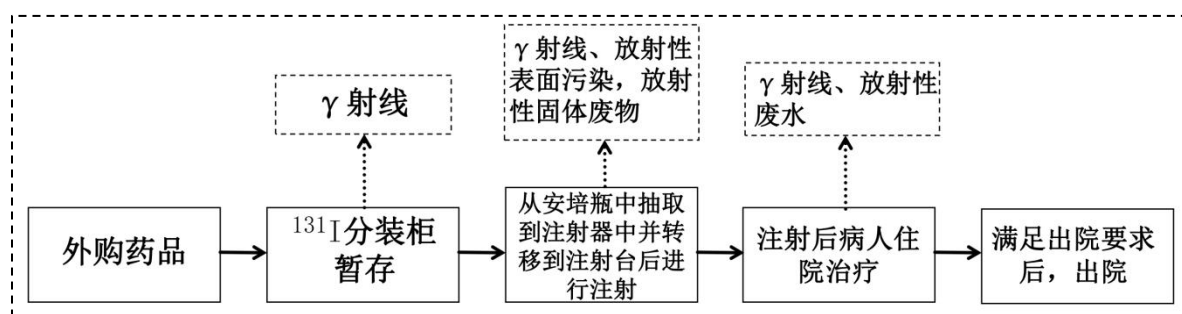 γ射线、放射性
表面污染，放射
性固体废物
γ射线
γ射线、放射性
废水
外购药品
¹³¹I分装柜
暂存
从安培瓶中抽取
到注射器中并转
移到注射台后进
行注射
注射后病人住
院治疗
满足出院要求
后，出院